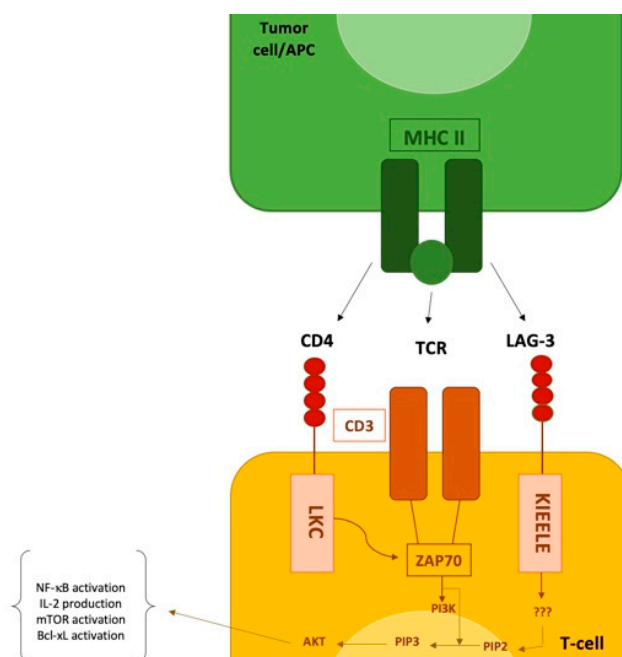 Tumor
cell/APC
MHC II
CD4
TCR
LAG-3
CD3
LKC
KIEELE
ZAP70
PI3K
???
NF-κB activation
IL-2 production
mTOR activation
Bcl-xL activation
AKT
PIP3
PIP2
T-cell